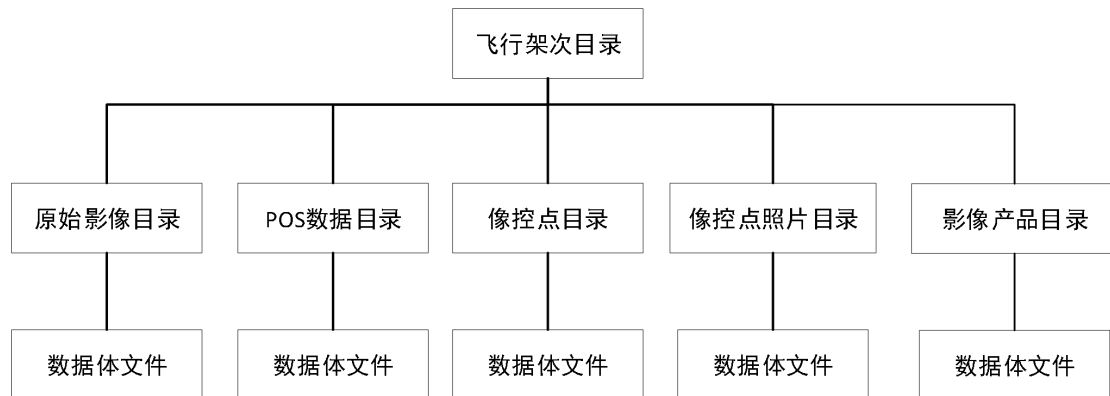 飞行架次目录
原始影像目录
POS数据目录
像控点目录
像控点照片目录
影像产品目录
数据体文件
数据体文件
数据体文件
数据体文件
数据体文件